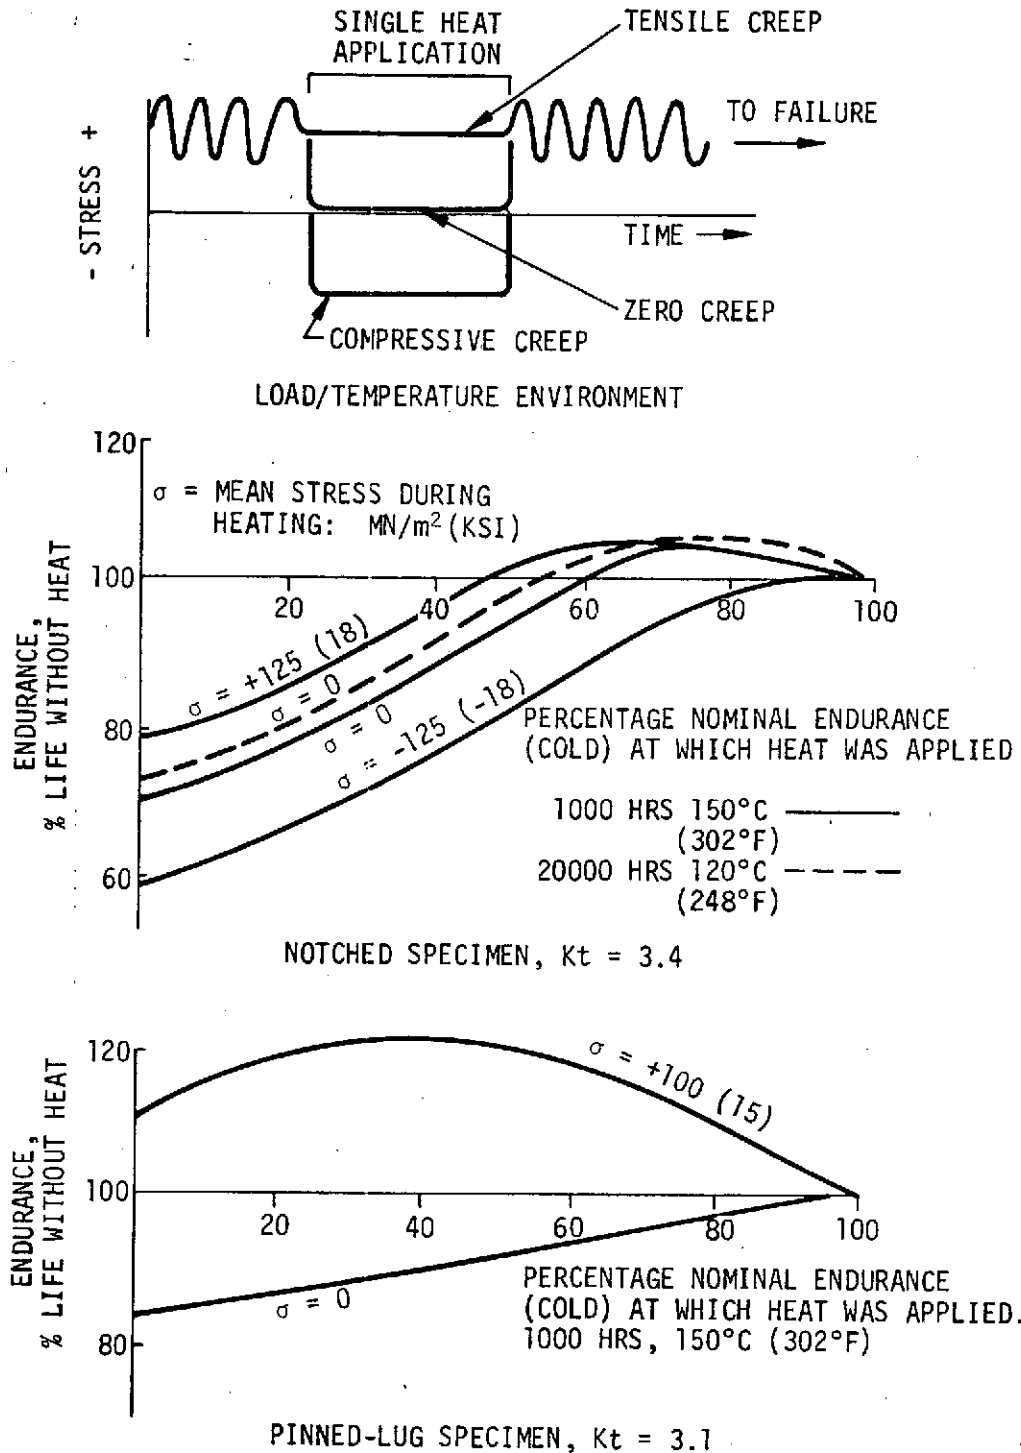 SINGLE HEAT
APPLICATION
TENSILE CREEP
TO FAILURE
- STRESS +
TIME
ZERO CREEP
COMPRESSIVE CREEP
LOAD/TEMPERATURE ENVIRONMENT
120
100
80
60
ENDURANCE,
% LIFE WITHOUT HEAT
σ = MEAN STRESS DURING
HEATING: MN/m² (KSI)
20
40
60
80
100
σ = +125 (18)
σ = 0
σ = 0
σ = -125 (-18)
PERCENTAGE NOMINAL ENDURANCE
(COLD) AT WHICH HEAT WAS APPLIED
1000 HRS 150°C
(302°F)
20000 HRS 120°C
(248°F)
NOTCHED SPECIMEN, Kt = 3.4
120
100
80
ENDURANCE,
% LIFE WITHOUT HEAT
σ = +100 (15)
20
40
60
80
100
σ = 0
PERCENTAGE NOMINAL ENDURANCE
(COLD) AT WHICH HEAT WAS APPLIED.
1000 HRS, 150°C (302°F)
PINNED-LUG SPECIMEN, Kt = 3.1